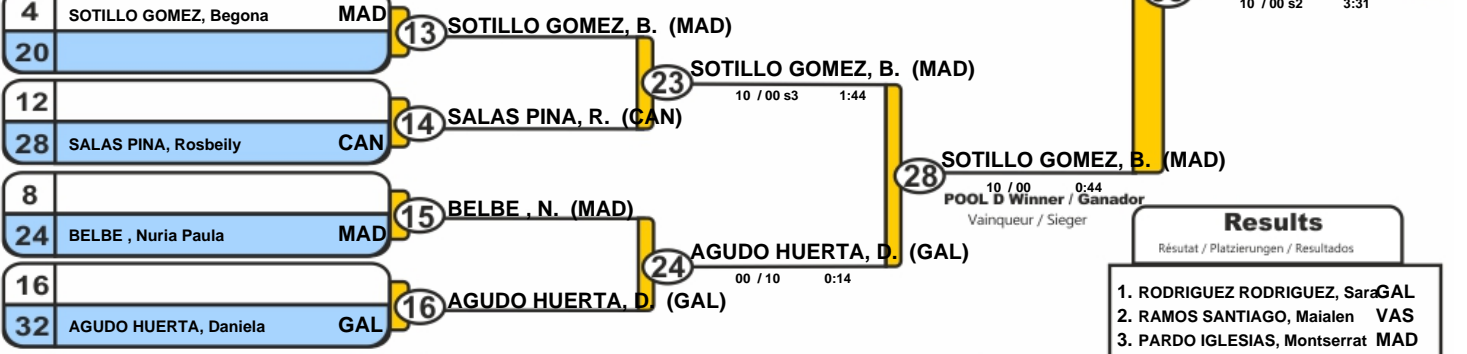 4 SOTILLO GOMEZ, Begona MAD
20
13 SOTILLO GOMEZ, B. (MAD)
12
28 SALAS PINA, Rosbeily CAN
14 SALAS PINA, R. (CAN)
23 SOTILLO GOMEZ, B. (MAD)
10 / 00 s3 1:44
8
24 BELBE , Nuria Paula MAD
15 BELBE , N. (MAD)
16
32 AGUDO HUERTA, Daniela GAL
16 AGUDO HUERTA, D. (GAL)
24 AGUDO HUERTA, D. (GAL)
00 / 10 0:14
28 SOTILLO GOMEZ, B. (MAD)
10 / 00 0:44
POOL D Winner / Ganador
Vainqueur / Sieger
10 / 00 s2 3:31
Results
Résutat / Platzierungen / Resultados
1. RODRIGUEZ RODRIGUEZ, Sara GAL
2. RAMOS SANTIAGO, Maialen VAS
3. PARDO IGLESIAS, Montserrat MAD